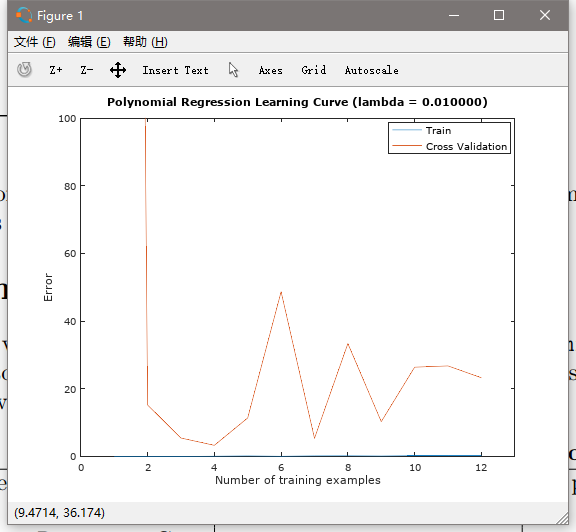 Figure 1
文件 (F) 编辑 (E) 帮助 (H)
Z+ Z- Insert Text Axes Grid Autoscale
Polynomial Regression Learning Curve (lambda = 0.010000)
Train
Cross Validation
100
80
60
40
20
0
Error
0 2 4 6 8 10 12
Number of training examples
(9.4714, 36.174)